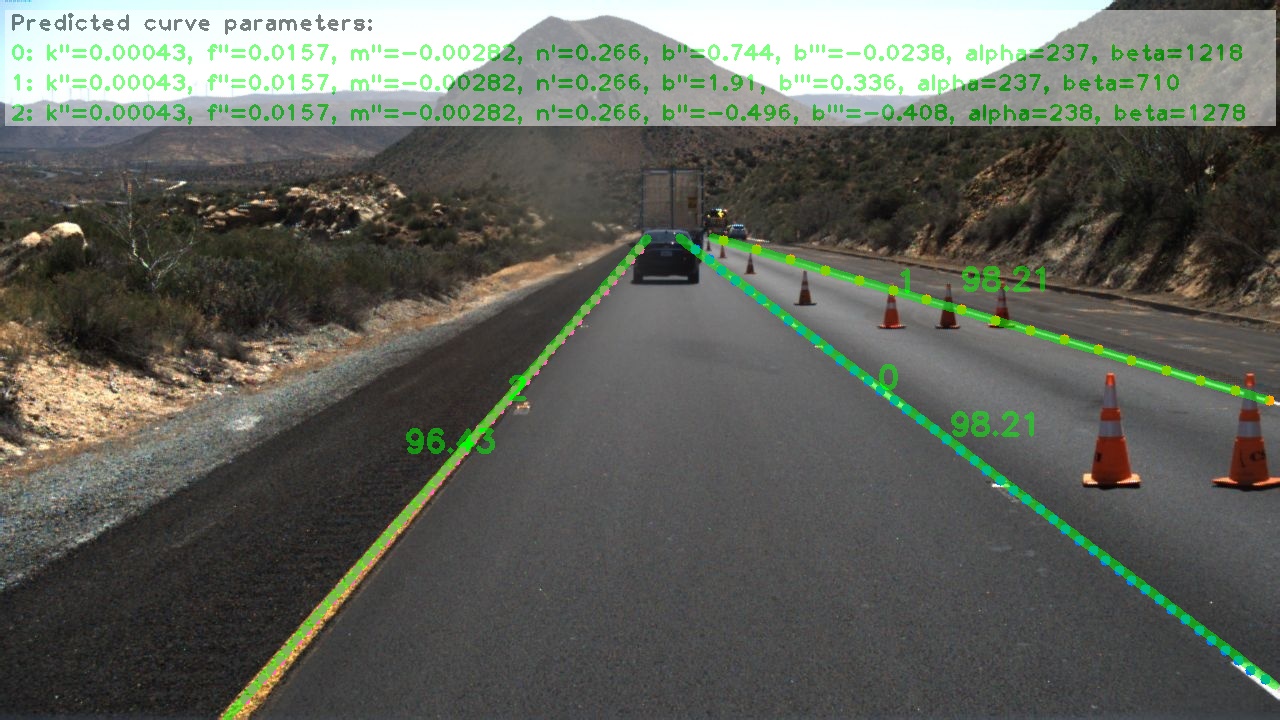 Predicted curve parameters:
0: k''=0.00043, f''=0.0157, m''=-0.00282, n'=0.266, b''=0.744, b'''=-0.0238, alpha=237, beta=1218
1: k''=0.00043, f''=0.0157, m''=-0.00282, n'=0.266, b''=1.91, b'''=0.336, alpha=237, beta=710
2: k''=0.00043, f''=0.0157, m''=-0.00282, n'=0.266, b''=-0.496, b'''=-0.408, alpha=238, beta=1278
1 98.21
2 0
96.43 98.21